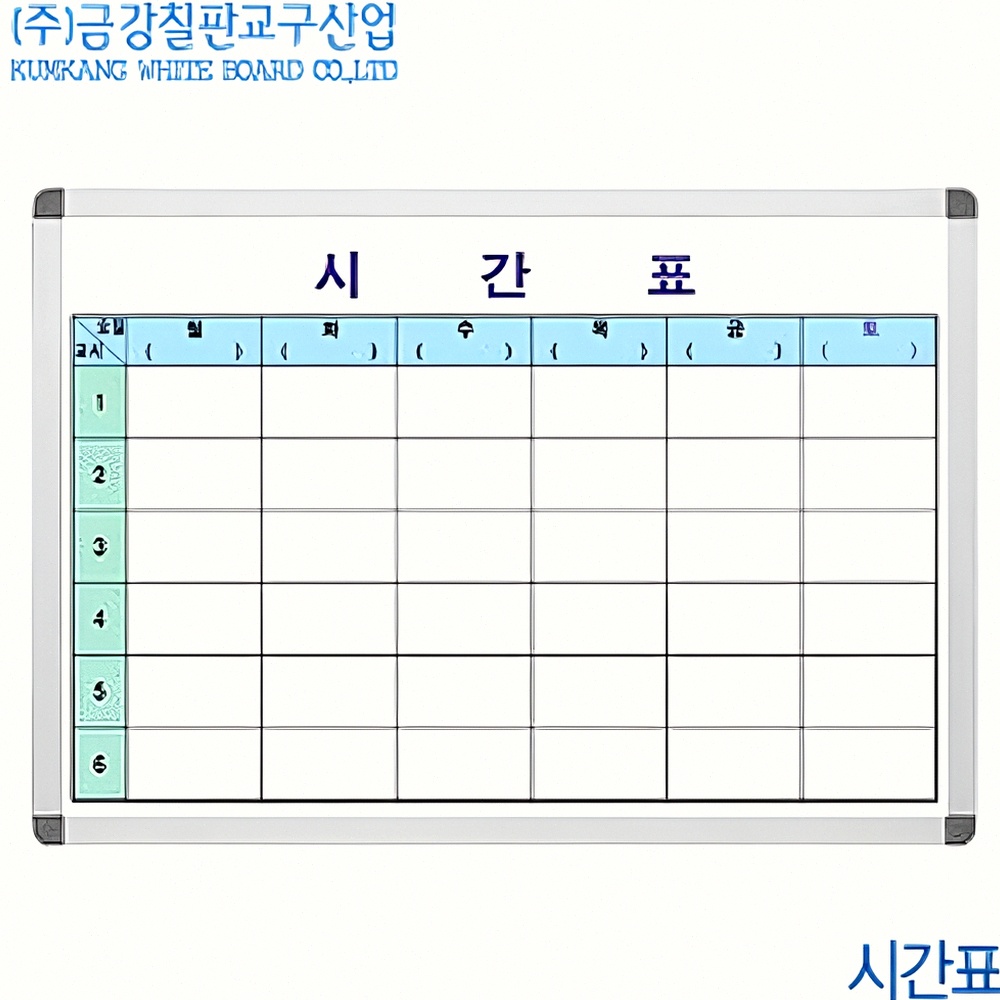 (주)금강칠판교구산업
KUMKANG WHITE BOARD CO.,LTD
시 간 표
요일 월 화 수 목 금 토
교시 ( ) ( ) ( ) ( ) ( ) ( )
1
2
3
4
5
6
시간표